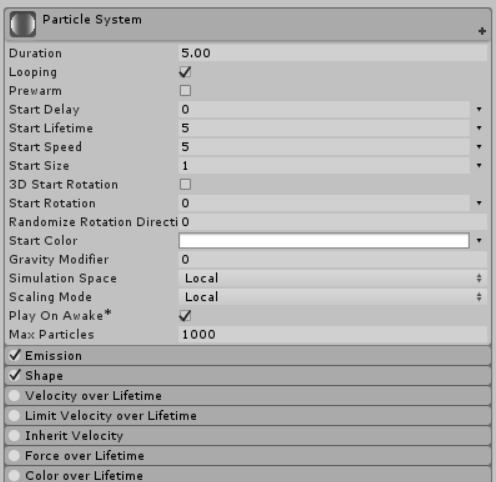 Particle System
Duration 5.00
Looping
Prewarm
Start Delay 0
Start Lifetime 5
Start Speed 5
Start Size 1
3D Start Rotation
Start Rotation 0
Randomize Rotation Directi 0
Start Color
Gravity Modifier 0
Simulation Space Local
Scaling Mode Local
Play On Awake*
Max Particles 1000
Emission
Shape
Velocity over Lifetime
Limit Velocity over Lifetime
Inherit Velocity
Force over Lifetime
Color over Lifetime